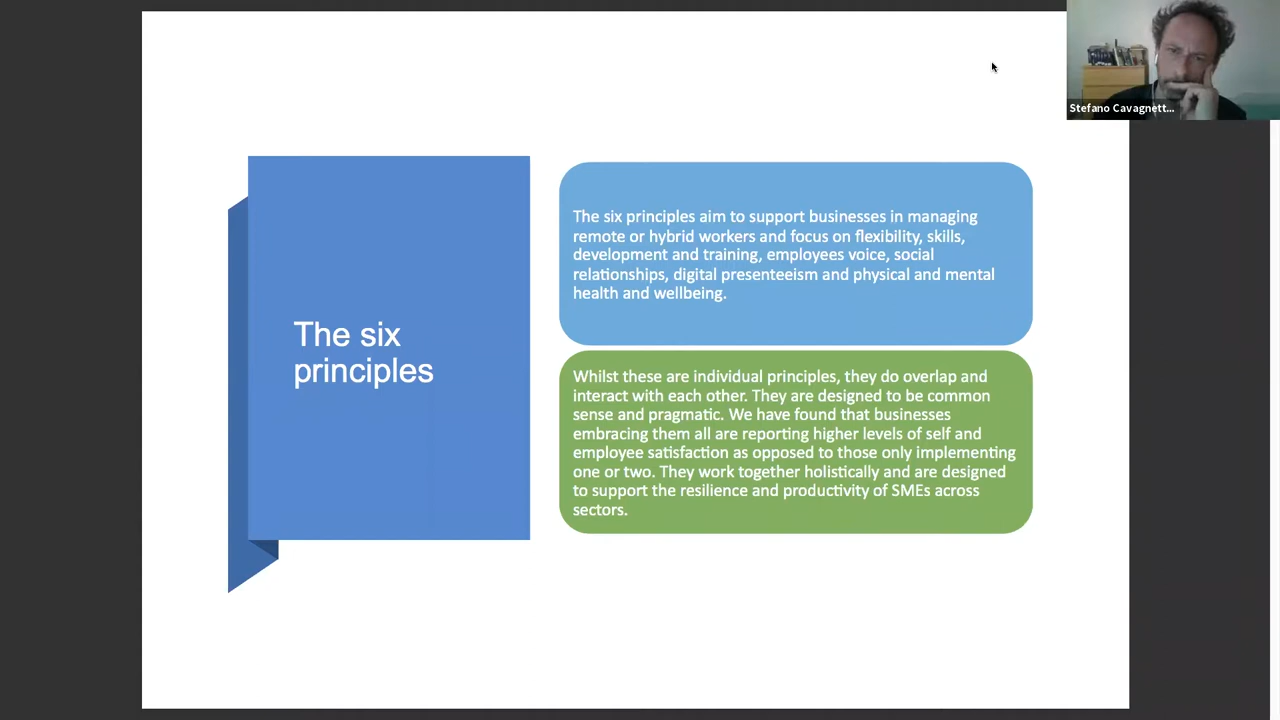 Stefano Cavagnett...
The six
principles
The six principles aim to support businesses in managing
remote or hybrid workers and focus on flexibility, skills,
development and training, employees voice, social
relationships, digital presenteeism and physical and mental
health and wellbeing.
Whilst these are individual principles, they do overlap and
interact with each other. They are designed to be common
sense and pragmatic. We have found that businesses
embracing them all are reporting higher levels of self and
employee satisfaction as opposed to those only implementing
one or two. They work together holistically and are designed
to support the resilience and productivity of SMEs across
sectors.